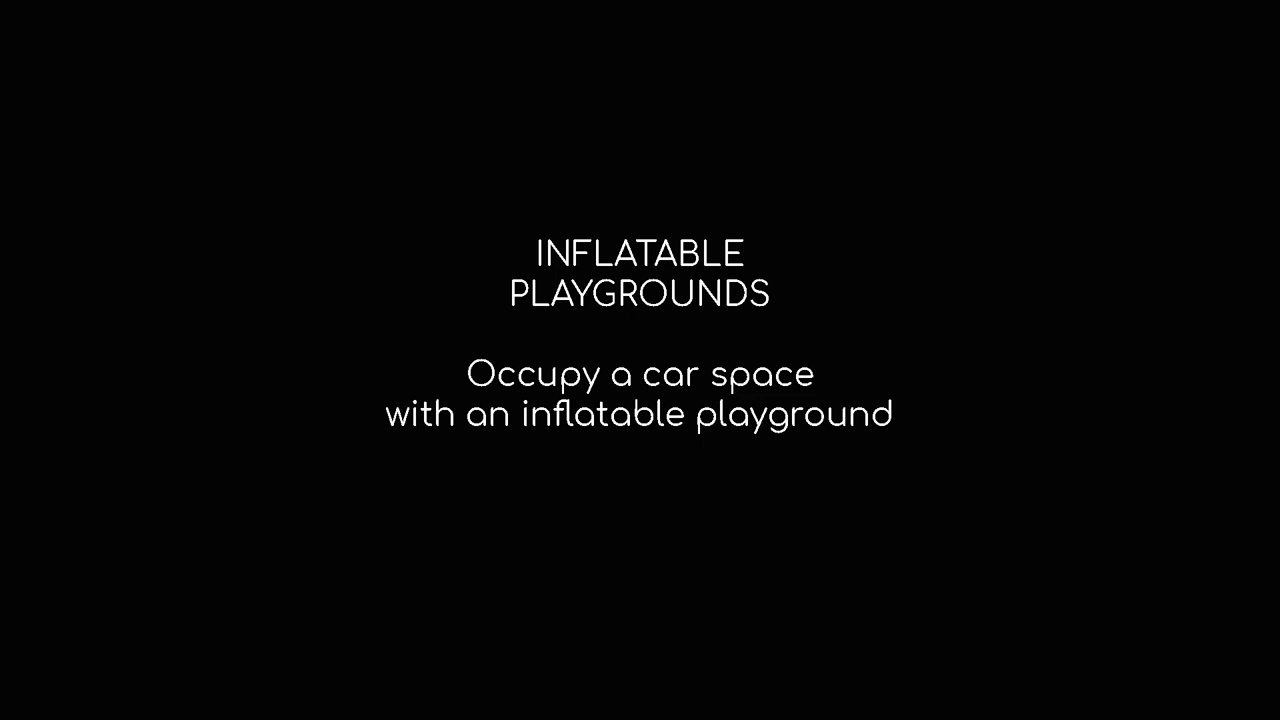 INFLATABLE
PLAYGROUNDS
Occupy a car space
with an inflatable playground